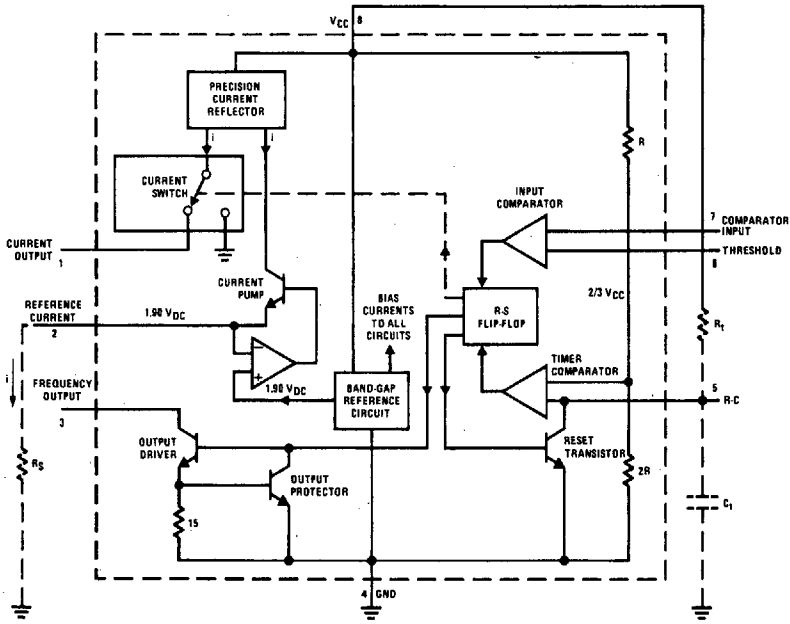 VCC 8
PRECISION
CURRENT
REFLECTOR
i i
CURRENT
SWITCH
R
INPUT
COMPARATOR
7 COMPARATOR
INPUT
THRESHOLD
6
CURRENT
OUTPUT 1
CURRENT
PUMP
BIAS
CURRENTS
TO ALL
CIRCUITS
2/3 VCC
R-S
FLIP-FLOP
REFERENCE
CURRENT
2
1.90 VDC
Rt
i
TIMER
COMPARATOR
5
R-C
FREQUENCY
OUTPUT
3
− +
1.90 VDC
BAND-GAP
REFERENCE
CIRCUIT
OUTPUT
DRIVER
RESET
TRANSISTOR
RS
OUTPUT
PROTECTOR
2R
Ct
15
4 GND